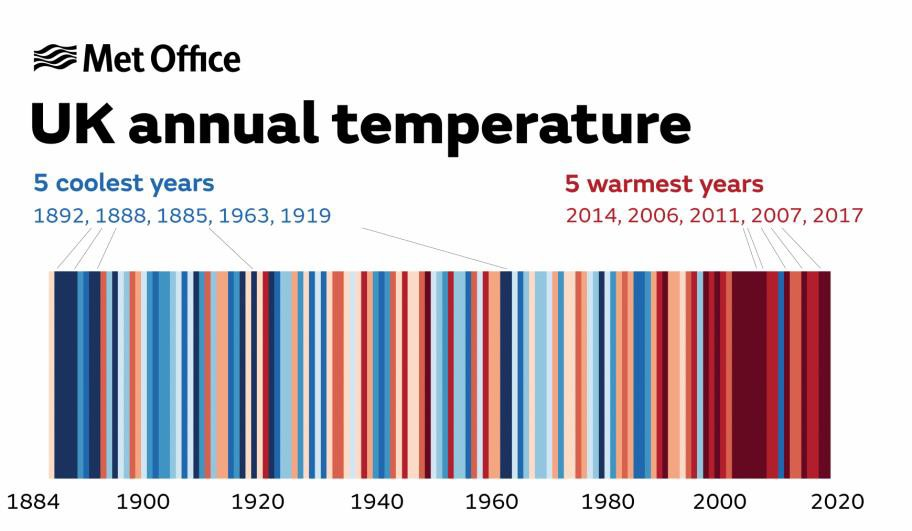 Met Office
UK annual temperature
5 coolest years
1892, 1888, 1885, 1963, 1919
5 warmest years
2014, 2006, 2011, 2007, 2017
1884 1900 1920 1940 1960 1980 2000 2020